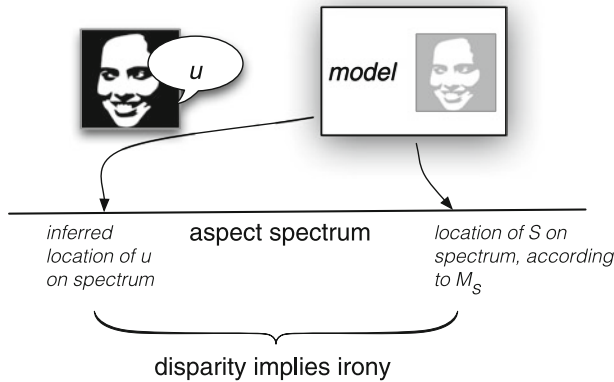 u
model
inferred
location of u
on spectrum
aspect spectrum
location of S on
spectrum, according
to M_S
disparity implies irony